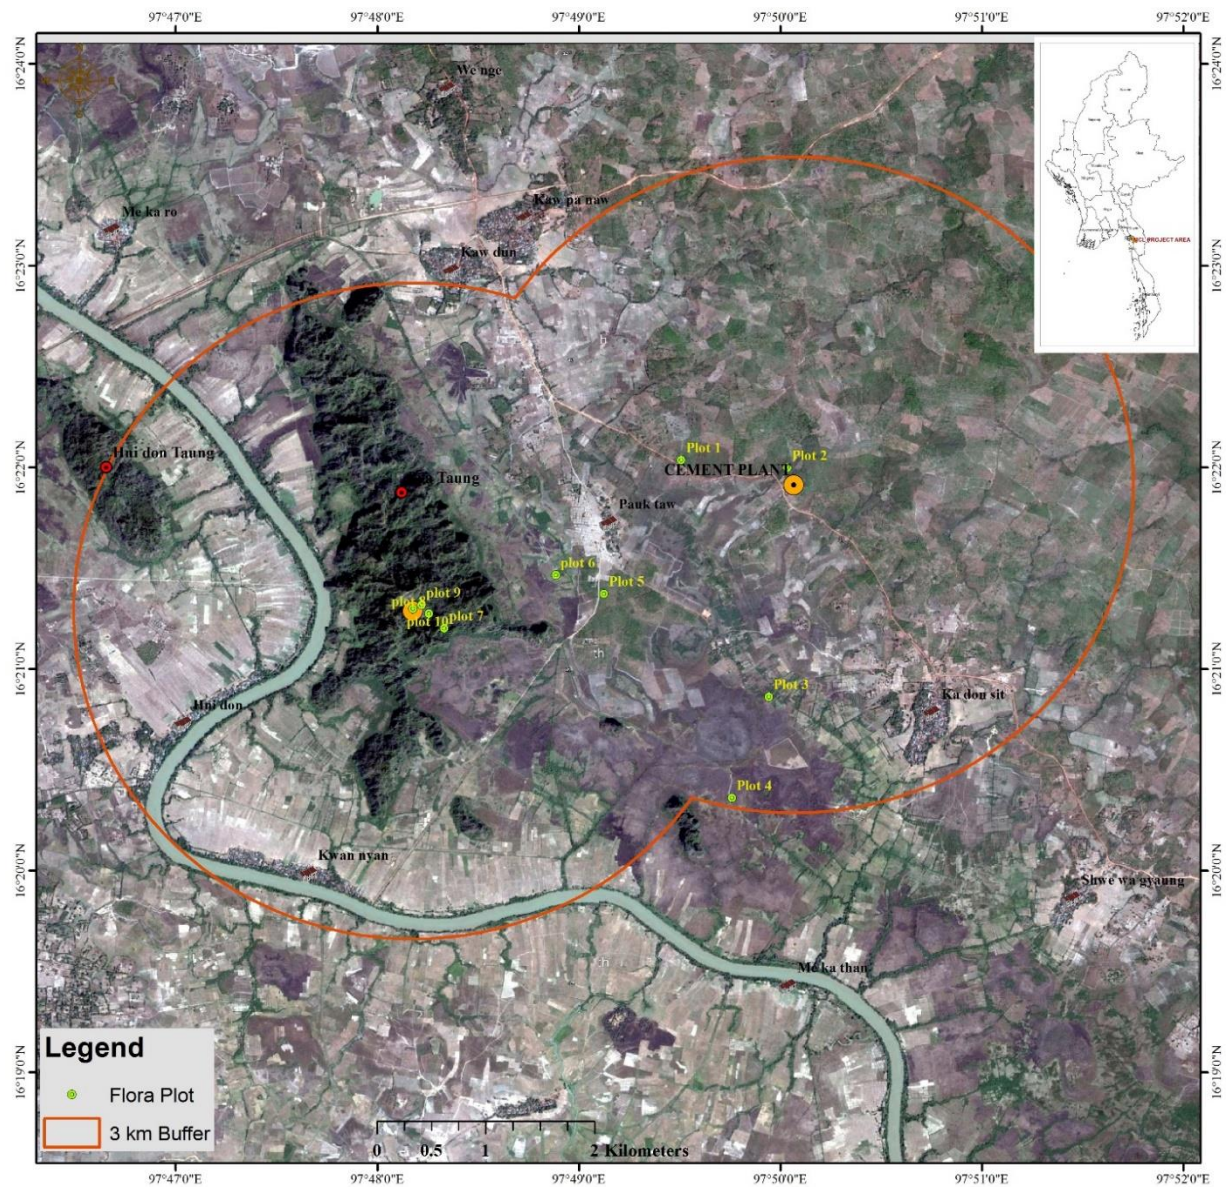 97°47'0"E 97°48'0"E 97°49'0"E 97°50'0"E 97°51'0"E 97°52'0"E
16°24'0"N
16°24'0"N
We nge
Kaw pa naw
Me ka ro
Kaw dun
PROJECT AREA
16°23'0"N
16°23'0"N
Plot 1
Plot 2
Hni don Taung
CEMENT PLANT
16°22'0"N
16°22'0"N
Taung
Pauk taw
plot 6
Plot 5
plot 9
plot 8
plot 7
plot 10
16°21'0"N
16°21'0"N
Plot 3
Ka don sit
Hni don
Plot 4
Kwan nyan
16°20'0"N
16°20'0"N
Shwe wa gyaung
Me ka than
Legend
Flora Plot
3 km Buffer
16°19'0"N
16°19'0"N
0 0.5 1 2 Kilometers
97°47'0"E 97°48'0"E 97°49'0"E 97°50'0"E 97°51'0"E 97°52'0"E